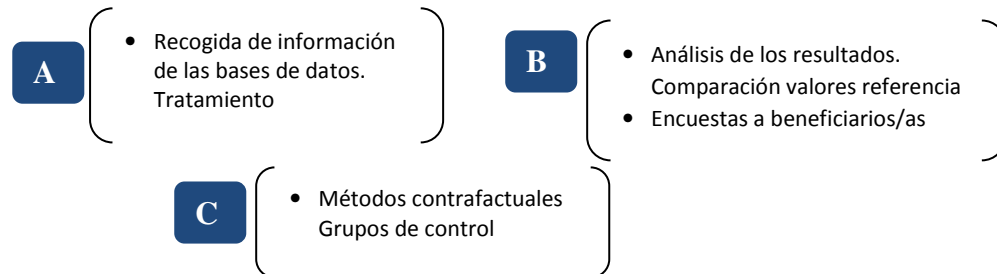 A
• Recogida de información
de las bases de datos.
Tratamiento
B
• Análisis de los resultados.
Comparación valores referencia
• Encuestas a beneficiarios/as
C
• Métodos contrafactuales
Grupos de control